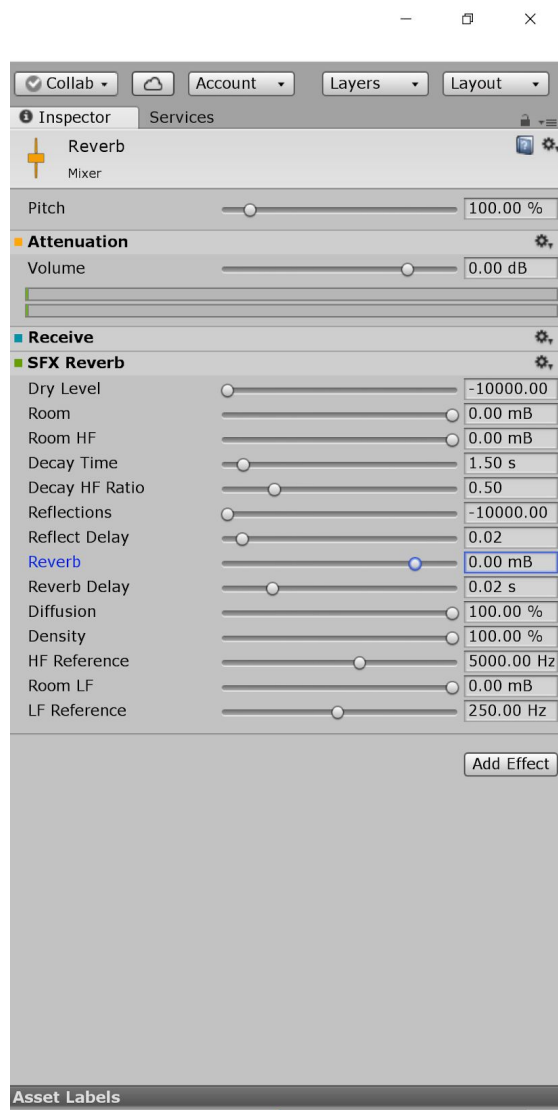 Collab Account Layers Layout
Inspector Services
Reverb
Mixer
Pitch 100.00 %
Attenuation
Volume 0.00 dB
Receive
SFX Reverb
Dry Level -10000.00
Room 0.00 mB
Room HF 0.00 mB
Decay Time 1.50 s
Decay HF Ratio 0.50
Reflections -10000.00
Reflect Delay 0.02
Reverb 0.00 mB
Reverb Delay 0.02 s
Diffusion 100.00 %
Density 100.00 %
HF Reference 5000.00 Hz
Room LF 0.00 mB
LF Reference 250.00 Hz
Add Effect
Asset Labels